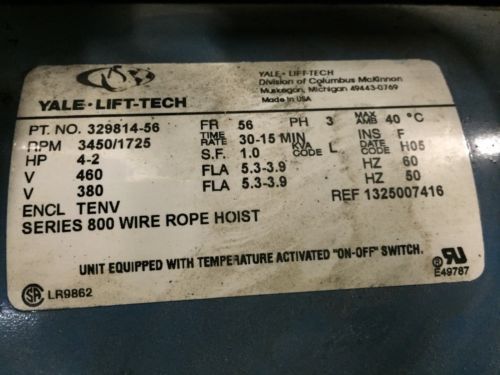 YALE • LIFT-TECH
YALE • LIFT-TECH
Division of Columbus McKinnon
Muskegon, Michigan 49443-0769
Made in USA
PT. NO. 329814-56 FR 56 PH 3 MAX AMB 40 °C
RPM 3450/1725 TIME RATE 30-15 MIN INS F
HP 4-2 S.F. 1.0 KVA CODE L DATE CODE H05
V 460 FLA 5.3-3.9 HZ 60
V 380 FLA 5.3-3.9 HZ 50
ENCL TENV REF 1325007416
SERIES 800 WIRE ROPE HOIST
UNIT EQUIPPED WITH TEMPERATURE ACTIVATED "ON-OFF" SWITCH.
SA LR9862
RU ®
E49787